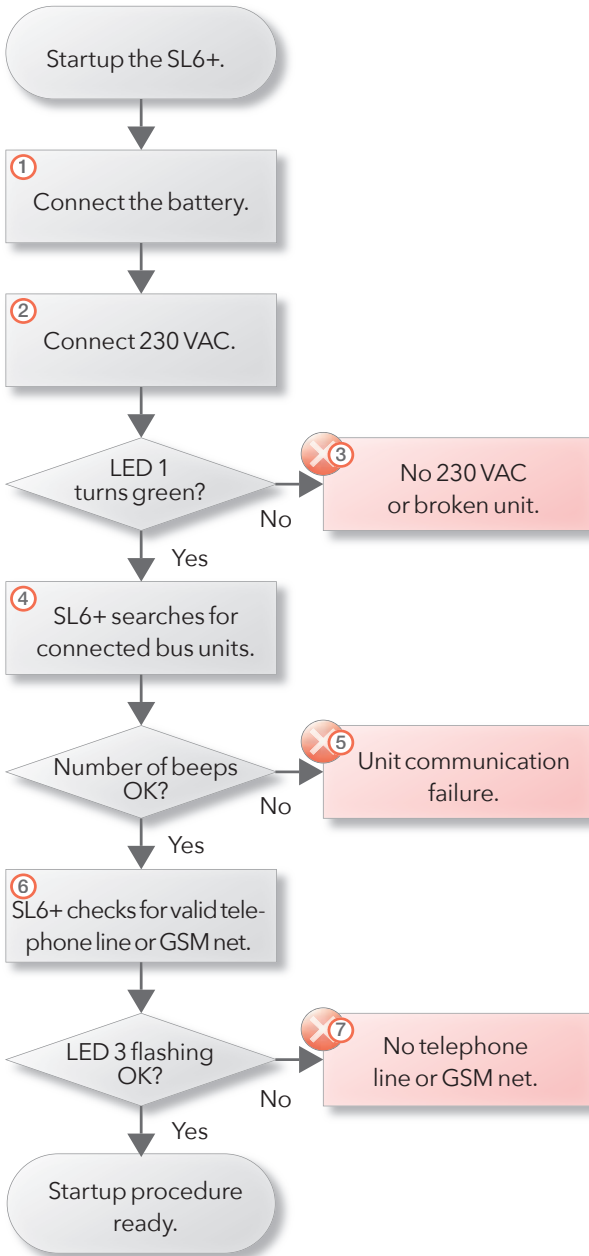 Startup the SL6+.
1
Connect the battery.
2
Connect 230 VAC.
LED 1
turns green?
No
Yes
3
No 230 VAC
or broken unit.
4
SL6+ searches for
connected bus units.
Number of beeps
OK?
No
Yes
5
Unit communication
failure.
6
SL6+ checks for valid tele-
phone line or GSM net.
LED 3 flashing
OK?
No
Yes
7
No telephone
line or GSM net.
Startup procedure
ready.